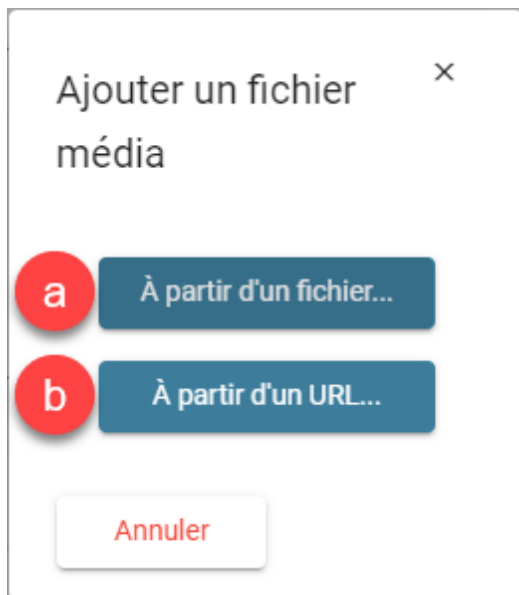 Ajouter un fichier
média
a
À partir d'un fichier...
b
À partir d'un URL...
Annuler